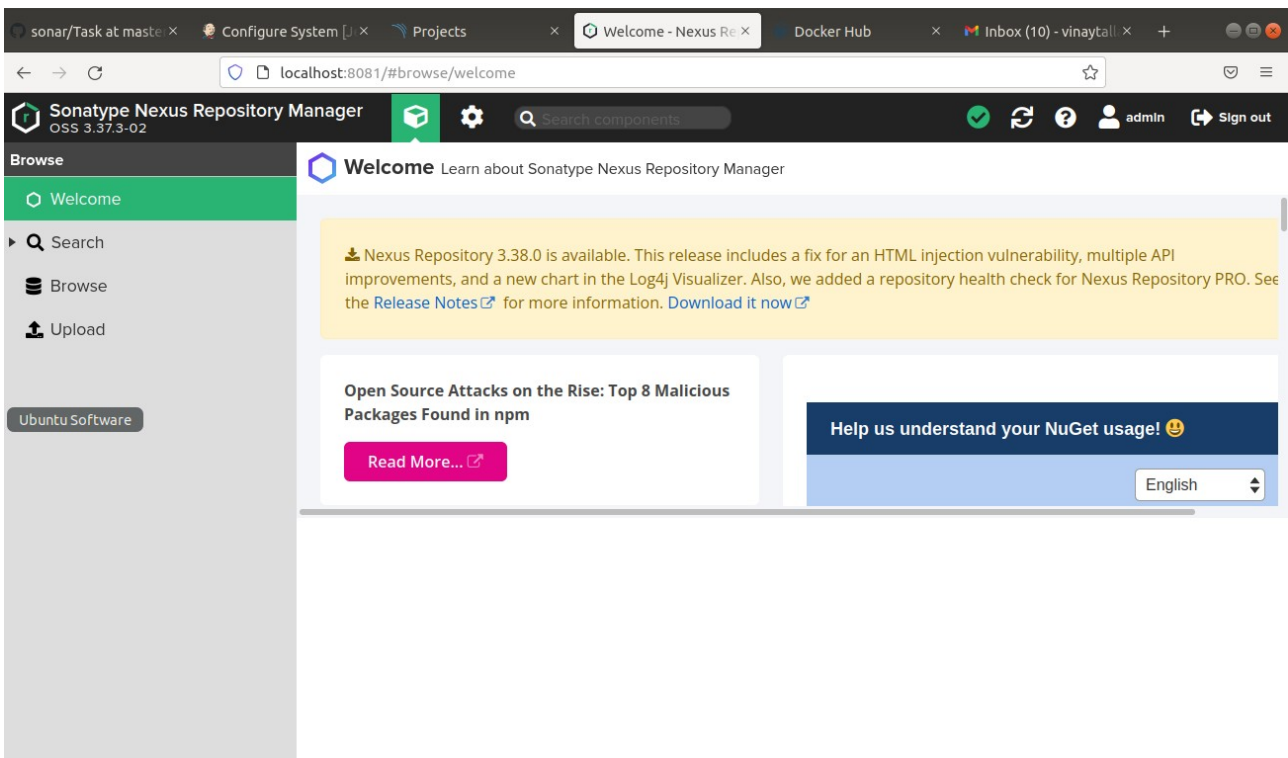 sonar/Task at maste
Configure System [J
Projects
Welcome - Nexus Re
Docker Hub
Inbox (10) - vinaytall
localhost:8081/#browse/welcome
Sonatype Nexus Repository Manager
OSS 3.37.3-02
Search components
admin
Sign out
Browse
Welcome
Search
Browse
Upload
Ubuntu Software
Welcome Learn about Sonatype Nexus Repository Manager
Nexus Repository 3.38.0 is available. This release includes a fix for an HTML injection vulnerability, multiple API
improvements, and a new chart in the Log4j Visualizer. Also, we added a repository health check for Nexus Repository PRO. See
the Release Notes for more information. Download it now
Open Source Attacks on the Rise: Top 8 Malicious
Packages Found in npm
Read More...
Help us understand your NuGet usage! 😃
English